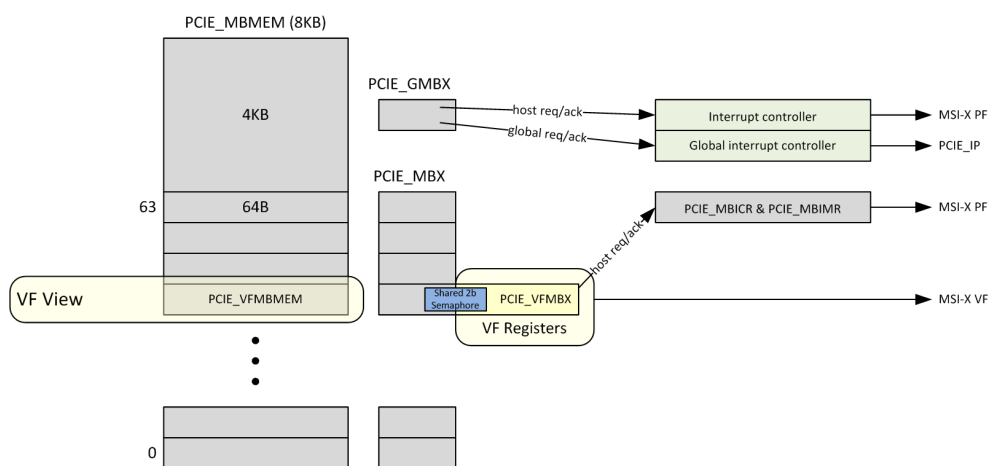 PCIE_MBMEM (8KB)
4KB
PCIE_GMBX
host req/ack
global req/ack
Interrupt controller
Global interrupt controller
MSI-X PF
PCIE_IP
PCIE_MBX
63
64B
PCIE_MBICR & PCIE_MBIMR
MSI-X PF
host req/ack
VF View
PCIE_VFMBMEM
Shared 2b
Semaphore
PCIE_VFMBX
VF Registers
MSI-X VF
0